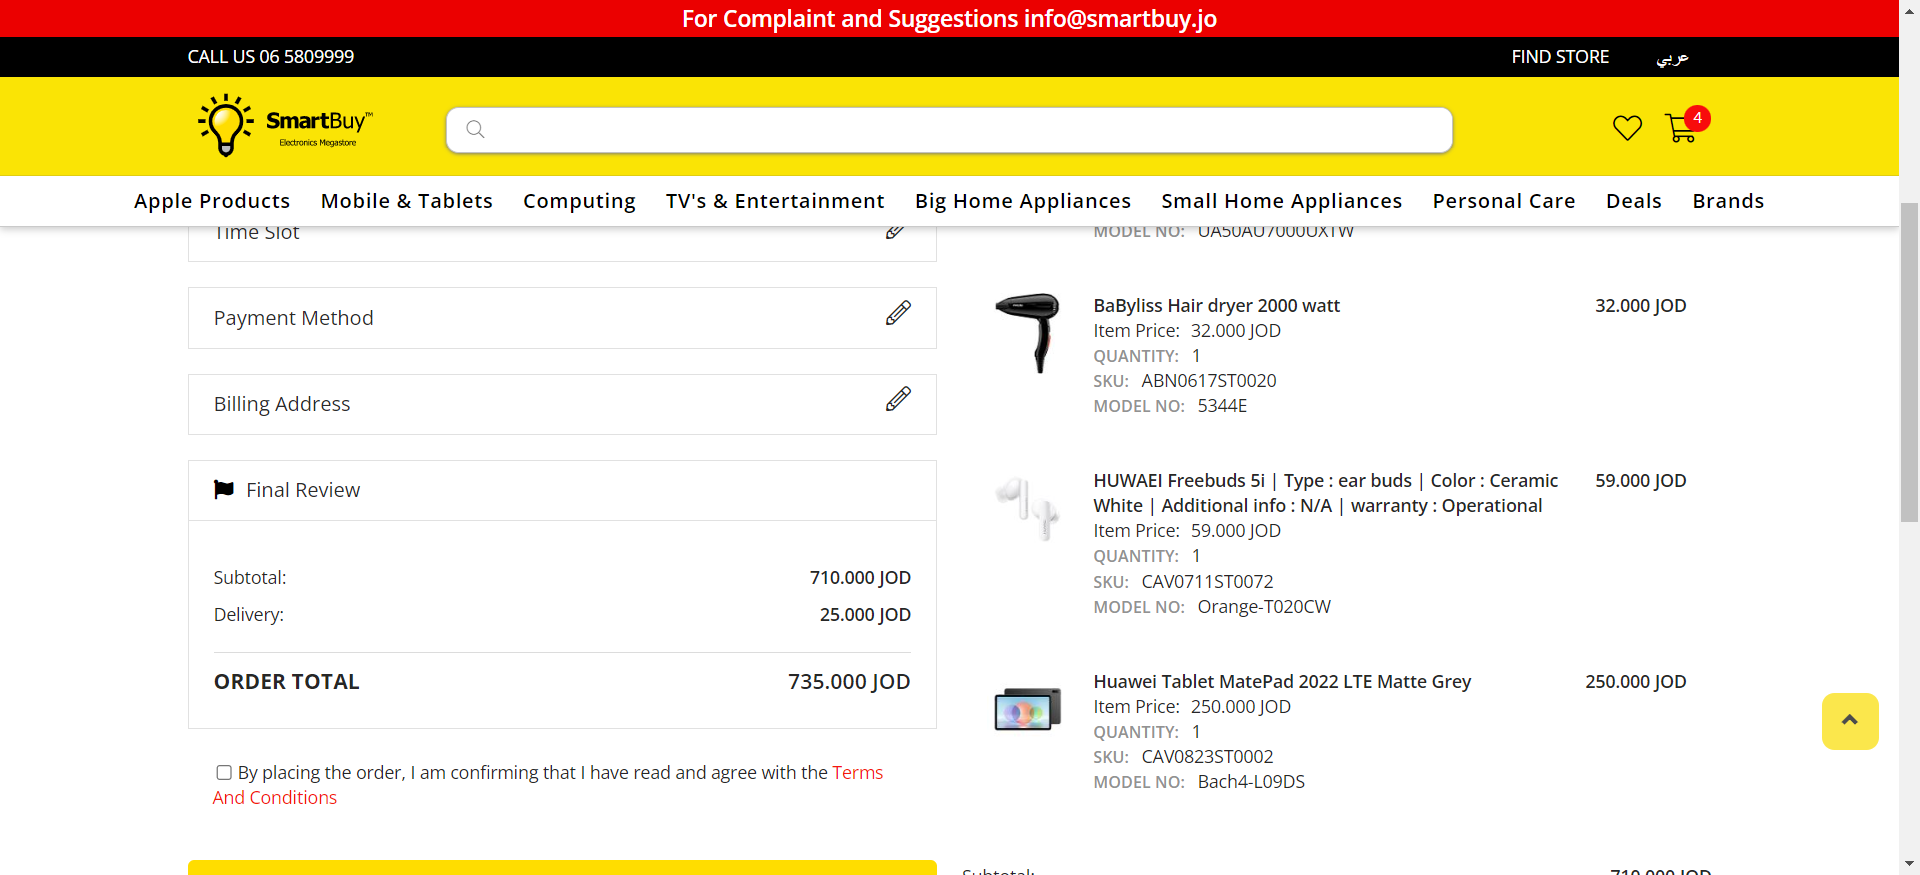 For Complaint and Suggestions info@smartbuy.jo
CALL US 06 5809999
FIND STORE
عربي
SmartBuy™
Electronics Megastore
4
Apple Products
Mobile & Tablets
Computing
TV's & Entertainment
Big Home Appliances
Small Home Appliances
Personal Care
Deals
Brands
Time Slot
Payment Method
Billing Address
Final Review
Subtotal: 710.000 JOD
Delivery: 25.000 JOD
ORDER TOTAL 735.000 JOD
By placing the order, I am confirming that I have read and agree with the Terms
And Conditions
MODEL NO: UA50AU7000UXTW
BaByliss Hair dryer 2000 watt 32.000 JOD
Item Price: 32.000 JOD
QUANTITY: 1
SKU: ABN0617ST0020
MODEL NO: 5344E
HUWAEI Freebuds 5i | Type : ear buds | Color : Ceramic 59.000 JOD
White | Additional info : N/A | warranty : Operational
Item Price: 59.000 JOD
QUANTITY: 1
SKU: CAV0711ST0072
MODEL NO: Orange-T020CW
Huawei Tablet MatePad 2022 LTE Matte Grey 250.000 JOD
Item Price: 250.000 JOD
QUANTITY: 1
SKU: CAV0823ST0002
MODEL NO: Bach4-L09DS
Subtotal: 710.000 JOD